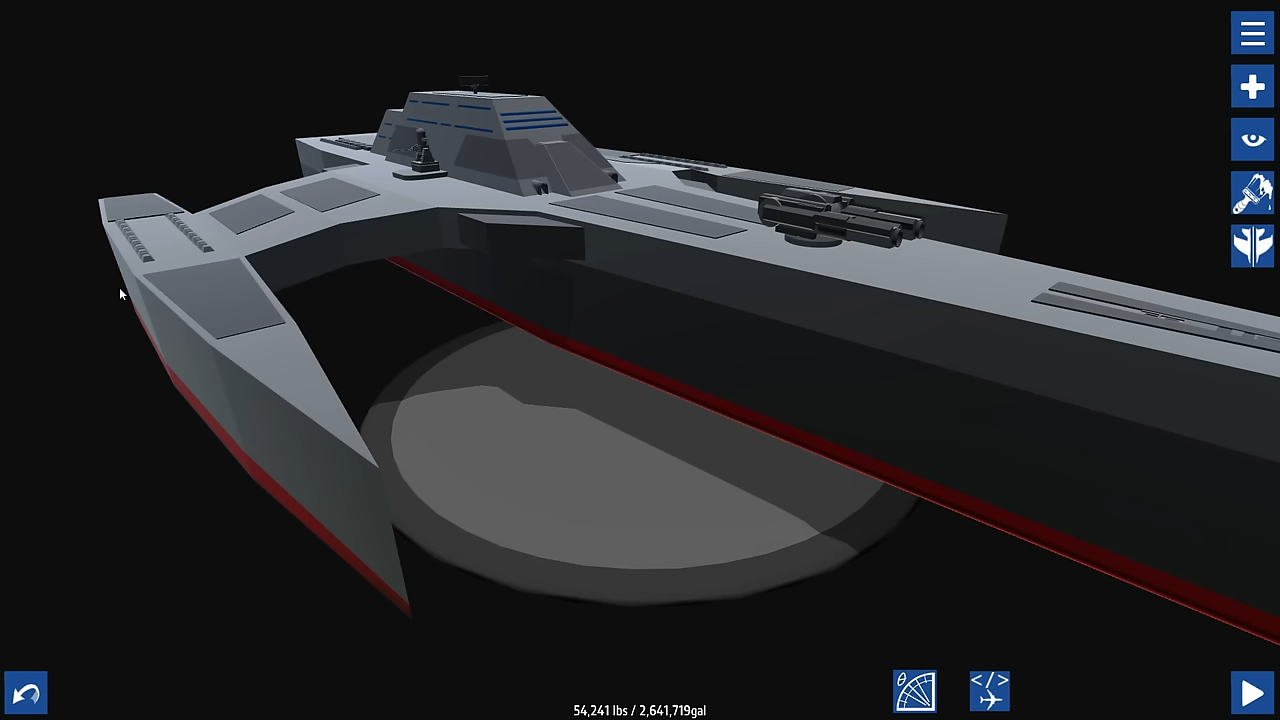 θ
</>
54,241 lbs / 2,641,719gal